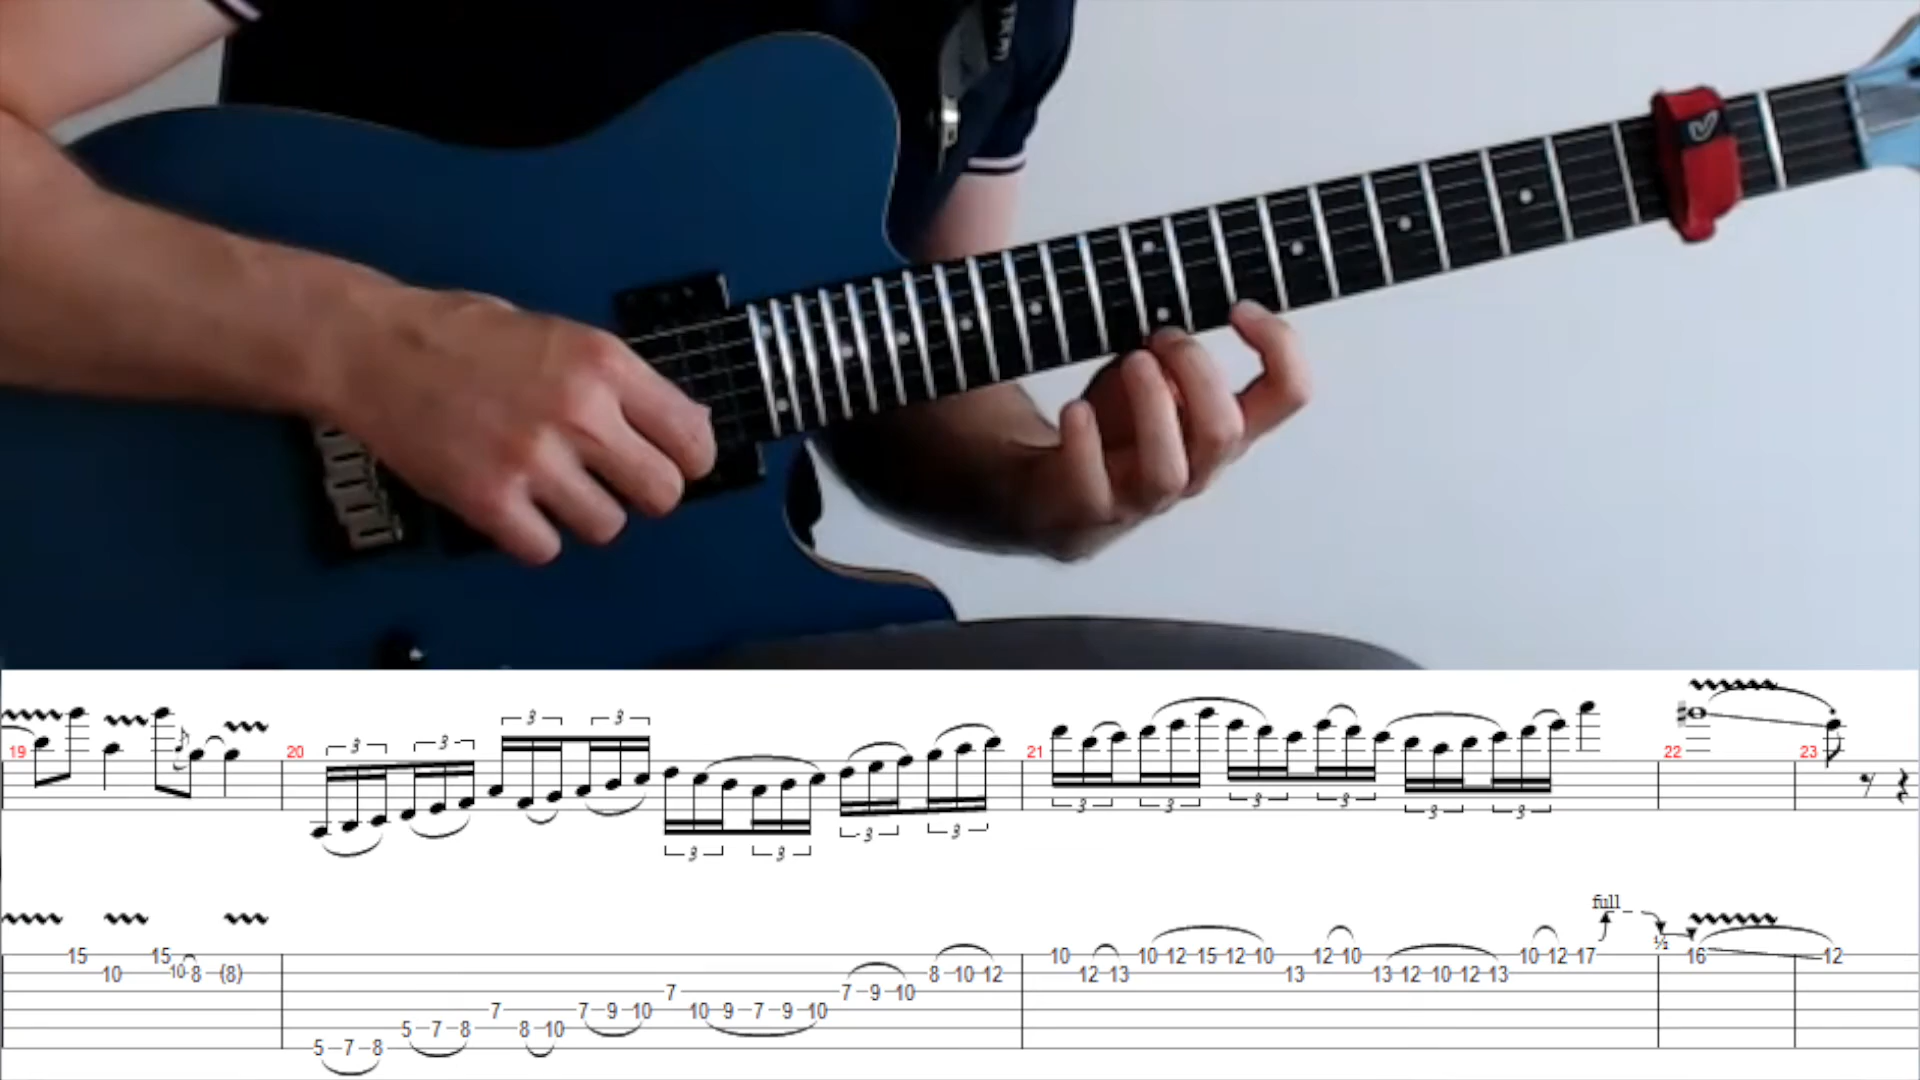 3 3
3 3
19 20 21 22 23
3 3 3 3
3 3
3 3
3 3
full
½
15 15 10 10 12 15 12 10 12 10 10 12 17 16 12
10 10 8 (8) 8 10 12 12 13 13 13 12 10 12 13
7 7 9 10
7 7 9 10 10 9 7 9 10
5 7 8 8 10
5 7 8